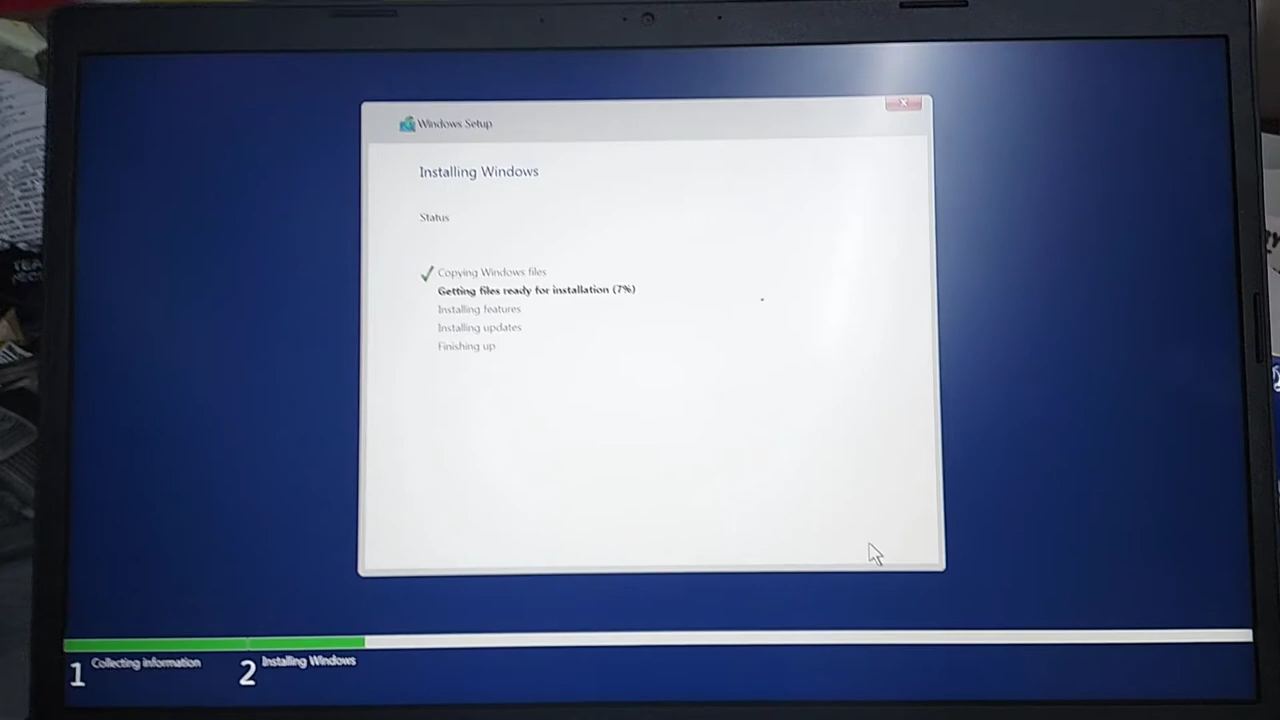 Windows Setup
Installing Windows
Status
Copying Windows files
Getting files ready for installation (7%)
Installing features
Installing updates
Finishing up
1 Collecting information
2 Installing Windows